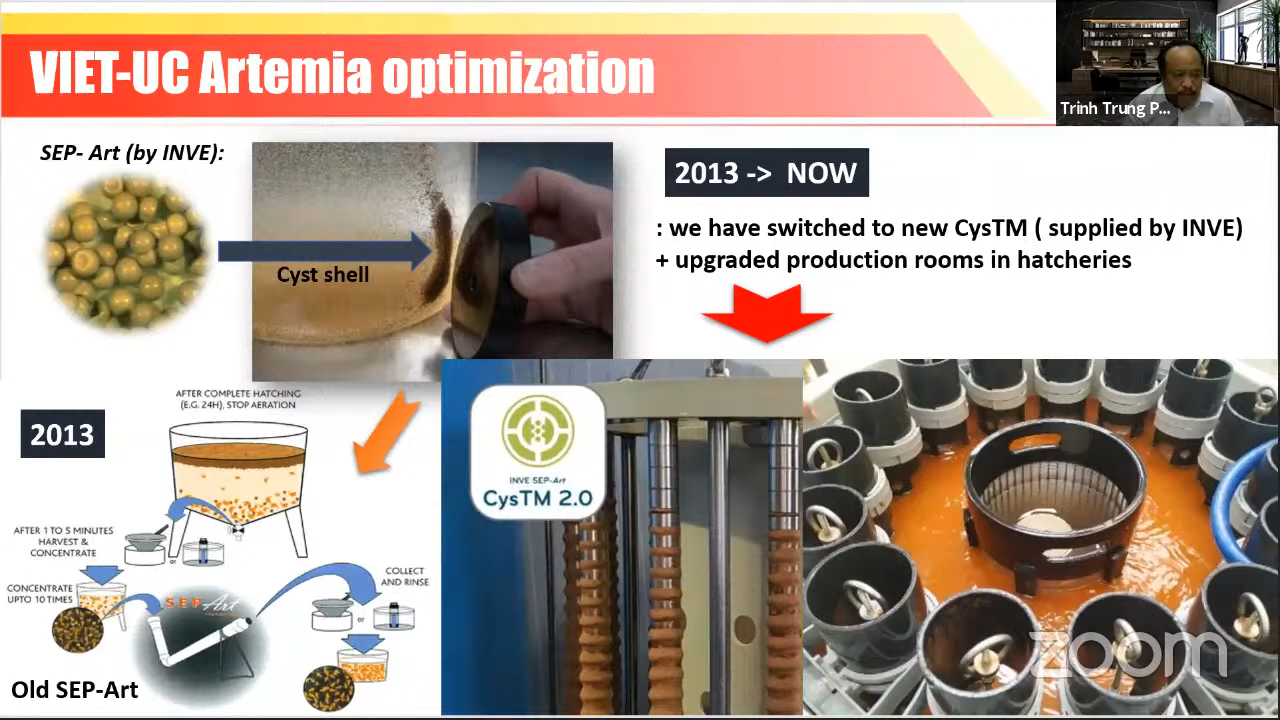 VIET-UC Artemia optimization
Trinh Trung P...
SEP- Art (by INVE):
Cyst shell
2013 -> NOW
: we have switched to new CysTM ( supplied by INVE)
+ upgraded production rooms in hatcheries
2013
AFTER COMPLETE HATCHING
(E.G. 24H), STOP AERATION
AFTER 1 TO 5 MINUTES
HARVEST &
CONCENTRATE
or
CONCENTRATE
UPTO 10 TIMES
SEP Art
COLLECT
AND RINSE
or
Old SEP-Art
INVE SEP-Art
CysTM 2.0
zoom